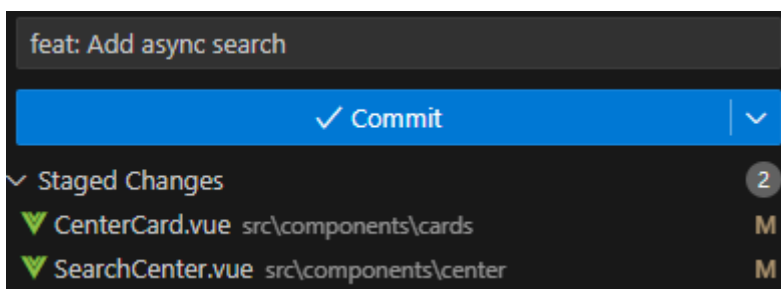 feat: Add async search
Commit
Staged Changes 2
CenterCard.vue src\components\cards M
SearchCenter.vue src\components\center M